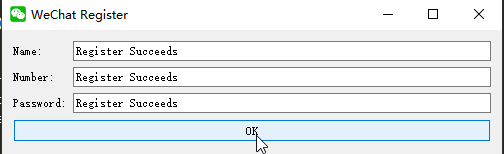 WeChat Register
Name: Register Succeeds
Number: Register Succeeds
Password: Register Succeeds
OK